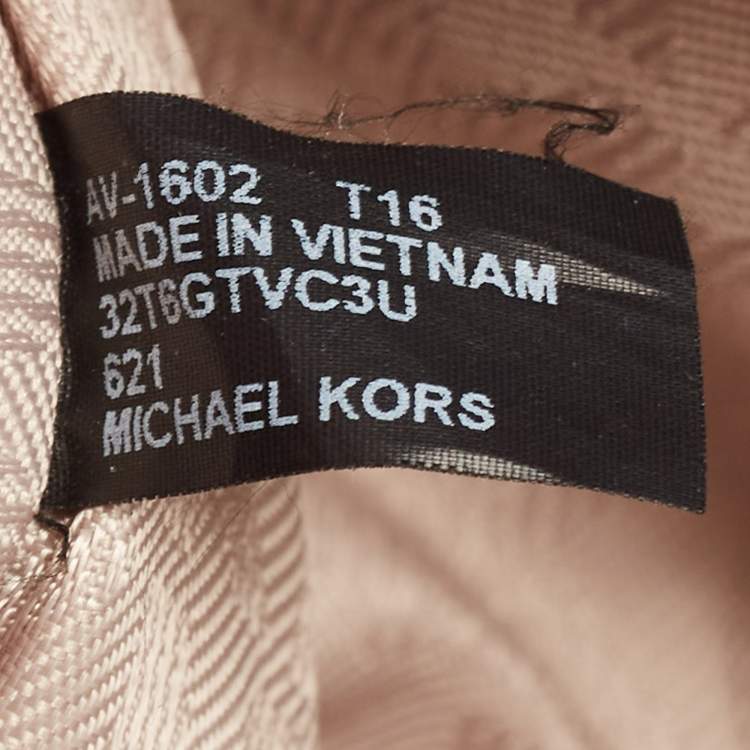 AV-1602 T16
MADE IN VIETNAM
32T6GTVC3U
621
MICHAEL KORS